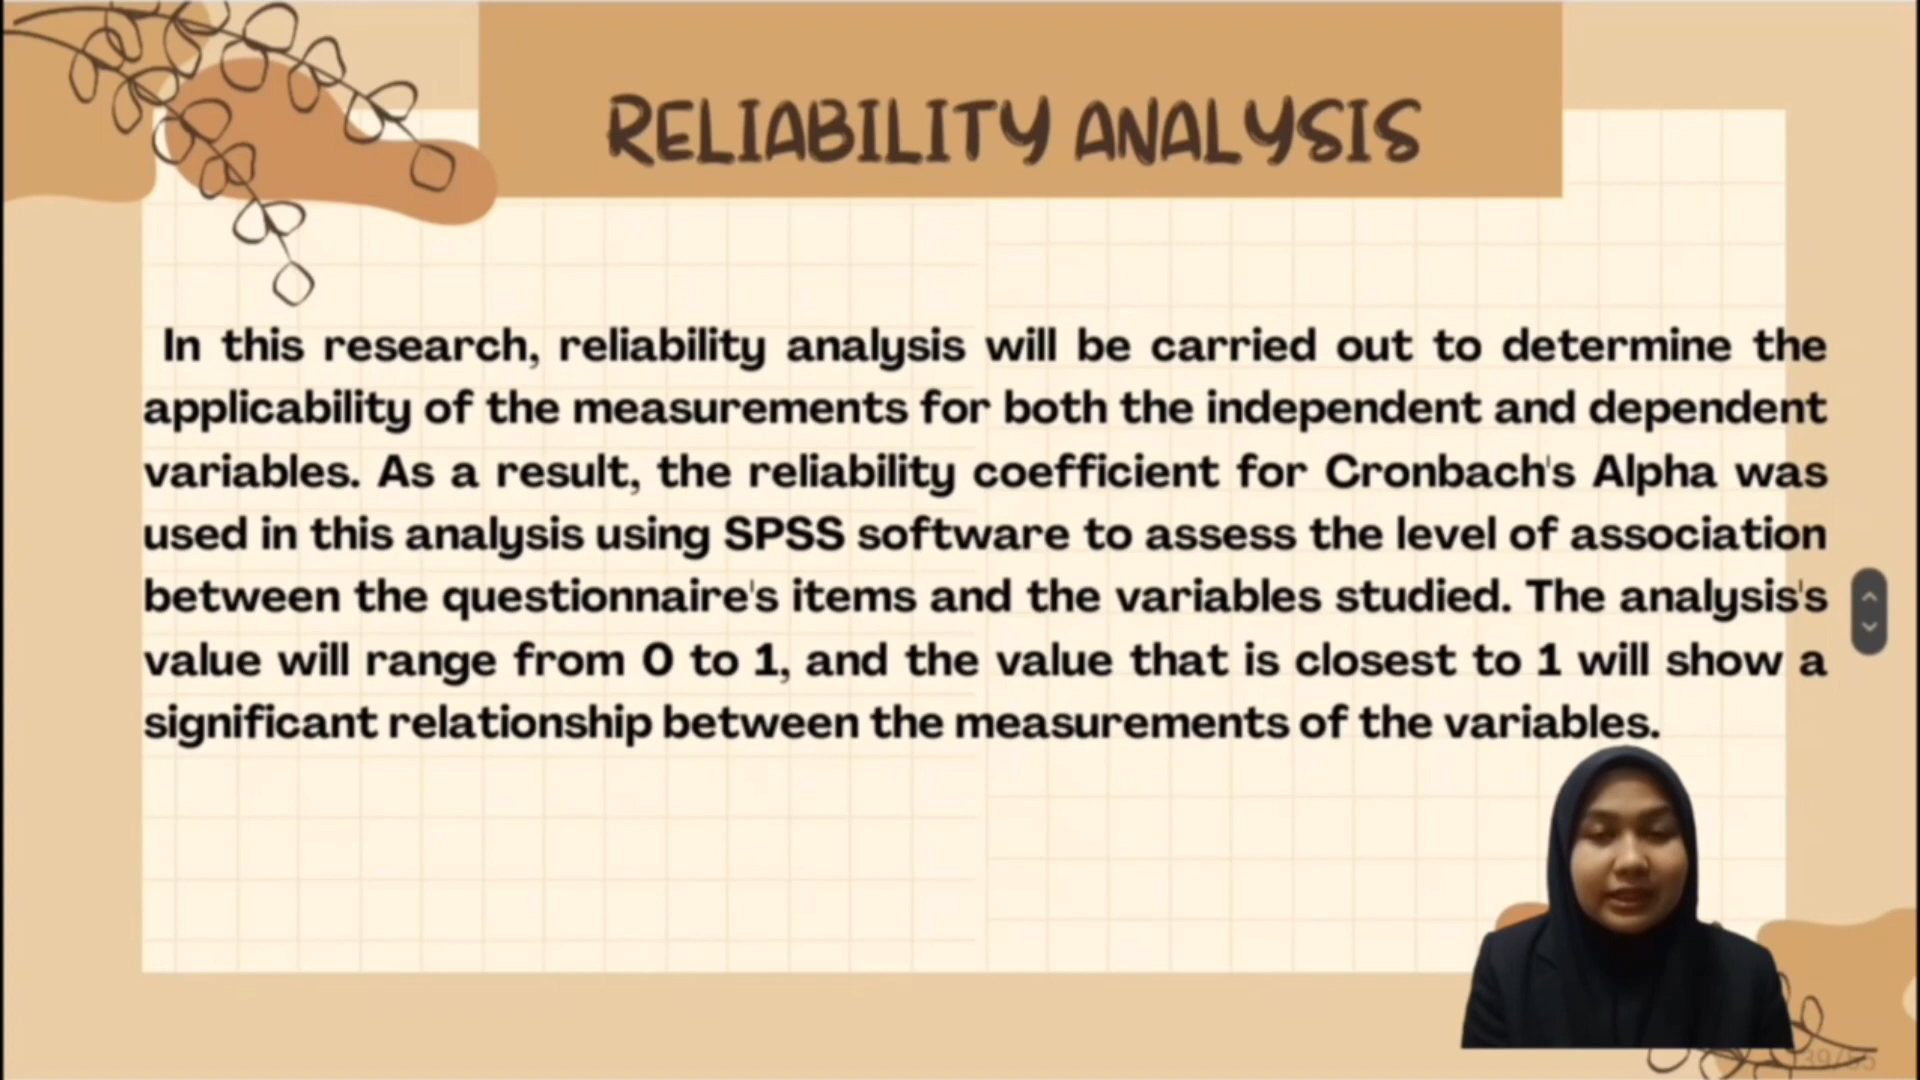 RELIABILITY ANALYSIS
In this research, reliability analysis will be carried out to determine the
applicability of the measurements for both the independent and dependent
variables. As a result, the reliability coefficient for Cronbach's Alpha was
used in this analysis using SPSS software to assess the level of association
between the questionnaire's items and the variables studied. The analysis's
value will range from 0 to 1, and the value that is closest to 1 will show a
significant relationship between the measurements of the variables.